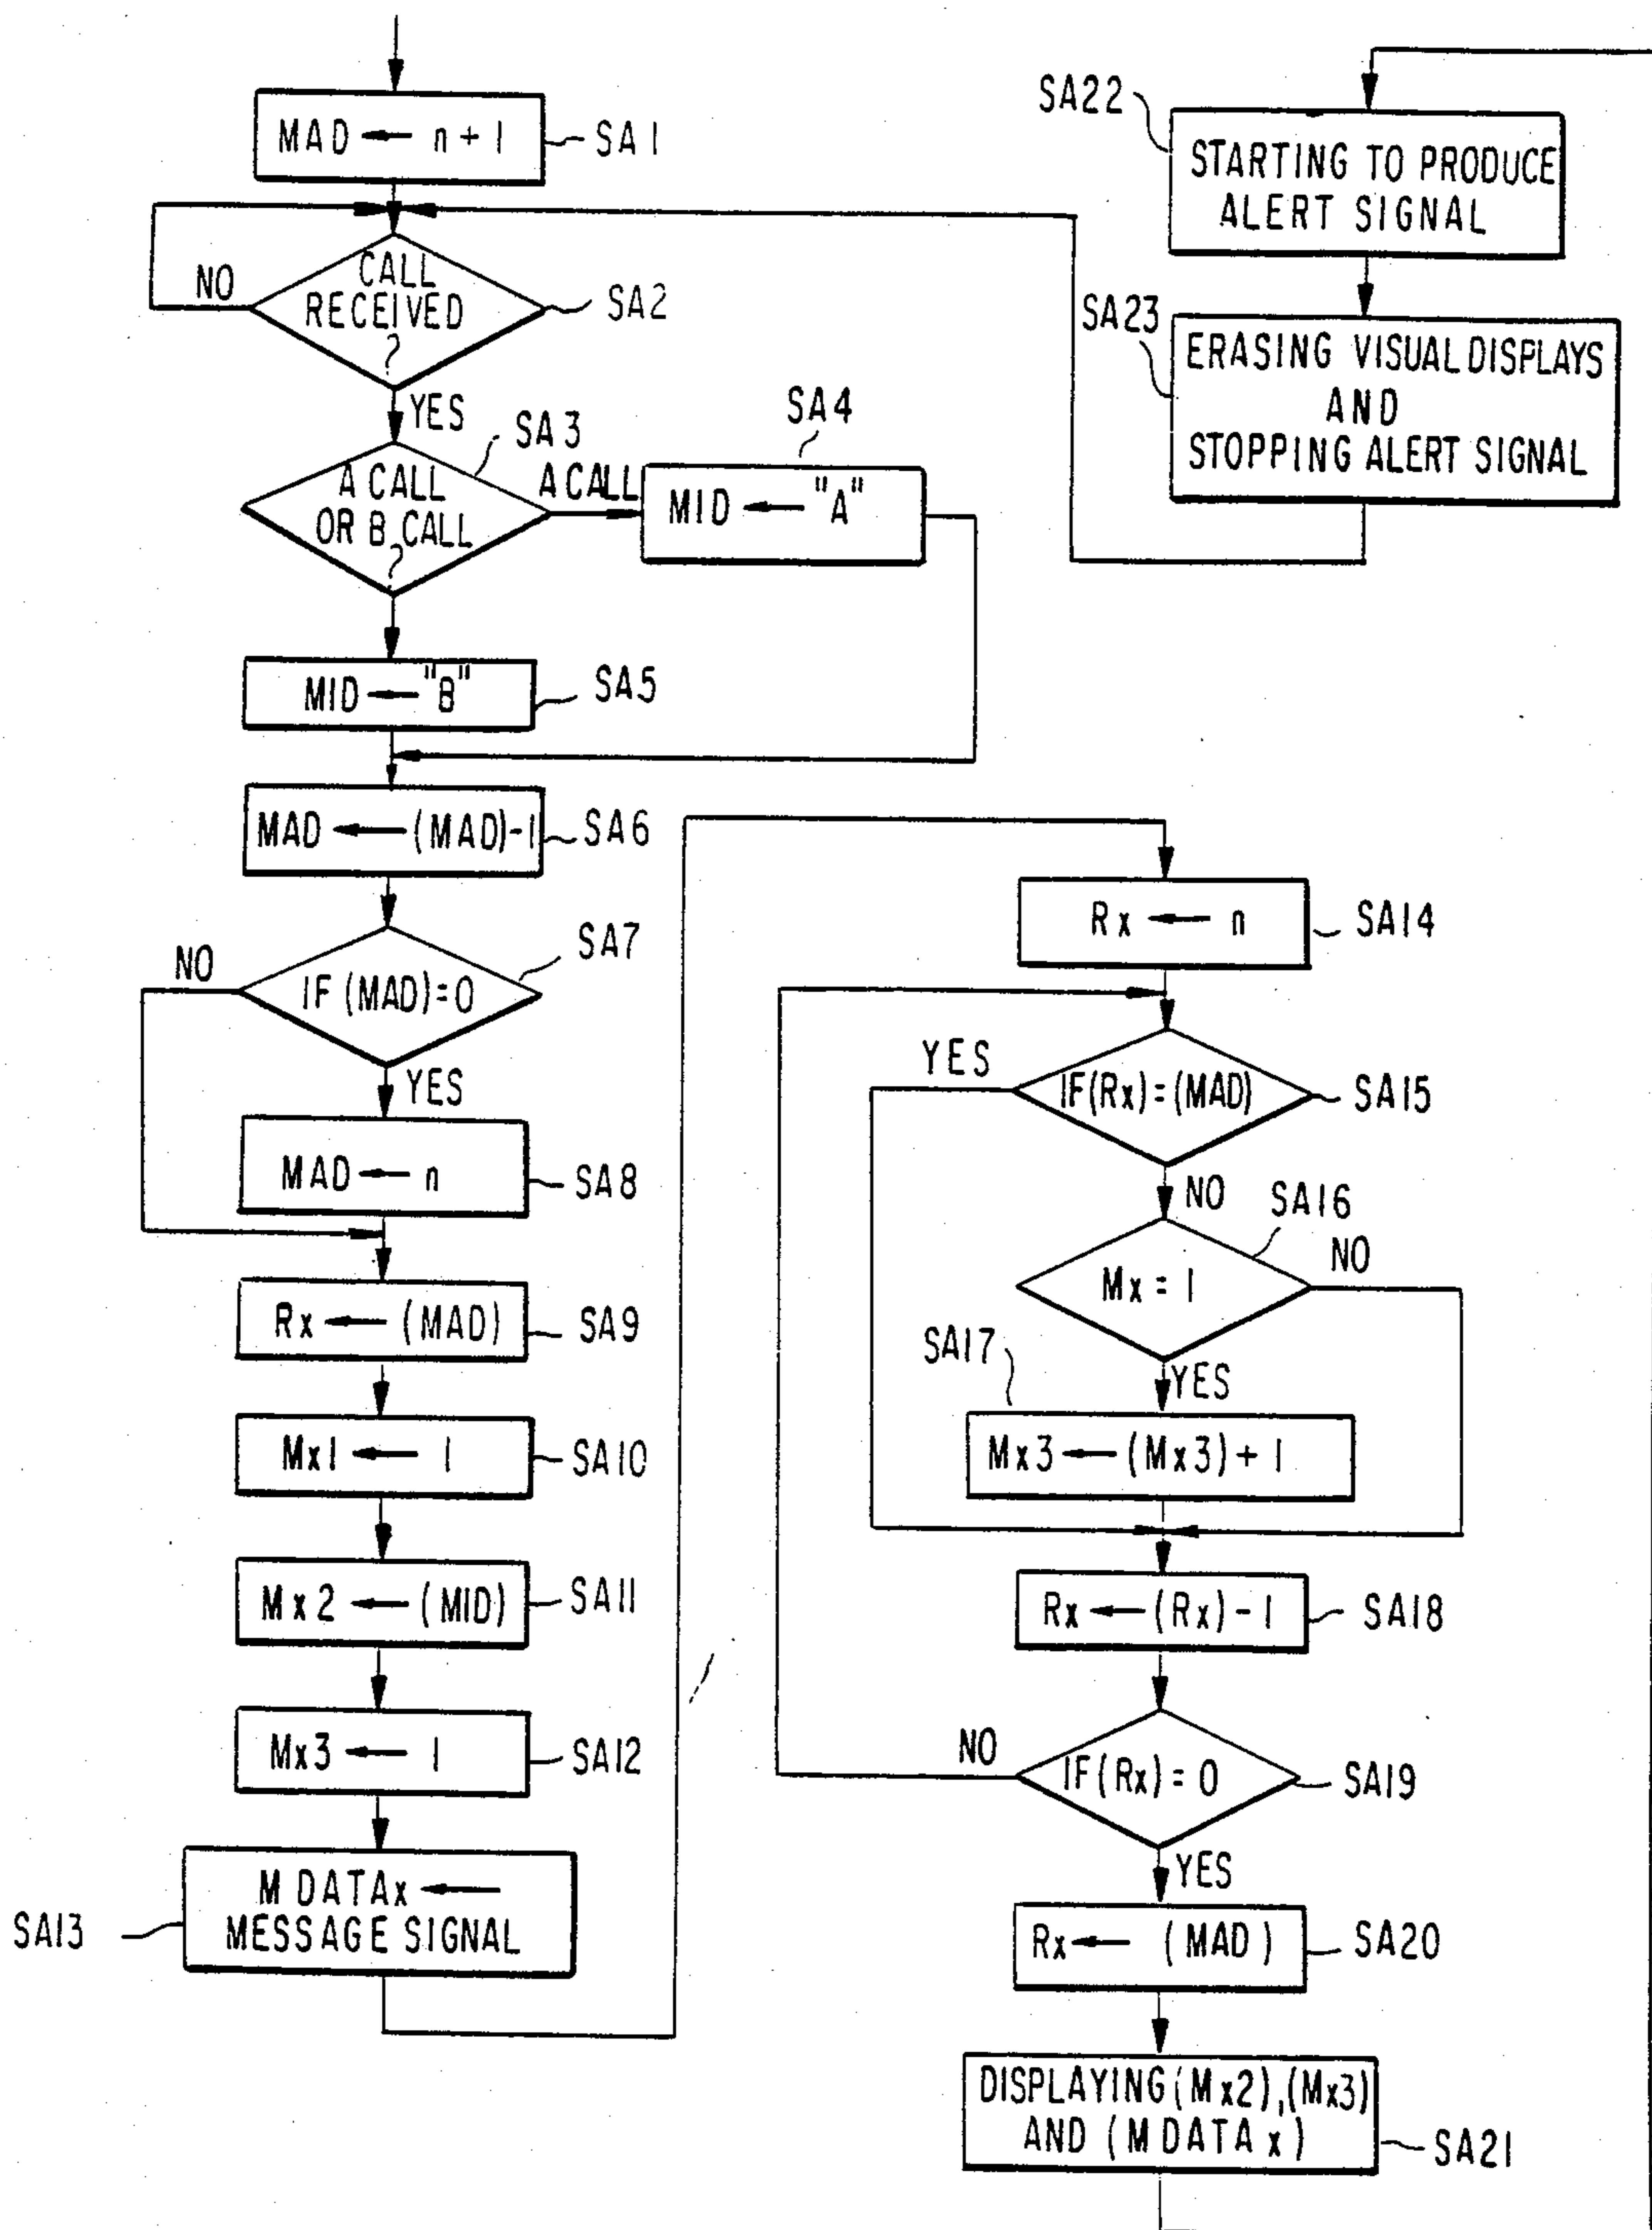 MAD ← n + 1
SA1
CALL
RECEIVED
?
SA2
NO
YES
A CALL
OR B CALL
?
SA3
A CALL
MID ← "A"
SA4
MID ← "B"
SA5
MAD ← (MAD)-1
SA6
IF (MAD)=0
SA7
NO
YES
MAD ← n
SA8
Rx ← (MAD)
SA9
Mx1 ← 1
SA10
Mx2 ← (MID)
SA11
Mx3 ← 1
SA12
M DATAx ←
MESSAGE SIGNAL
SA13
Rx ← n
SA14
IF(Rx)=(MAD)
SA15
YES
NO
Mx = 1
SA16
NO
YES
SA17
Mx3 ← (Mx3) + 1
Rx ← (Rx) - 1
SA18
IF(Rx) = 0
SA19
NO
YES
Rx ← (MAD)
SA20
DISPLAYING (Mx2),(Mx3)
AND (M DATA x)
SA21
SA22
STARTING TO PRODUCE
ALERT SIGNAL
SA23
ERASING VISUAL DISPLAYS
AND
STOPPING ALERT SIGNAL